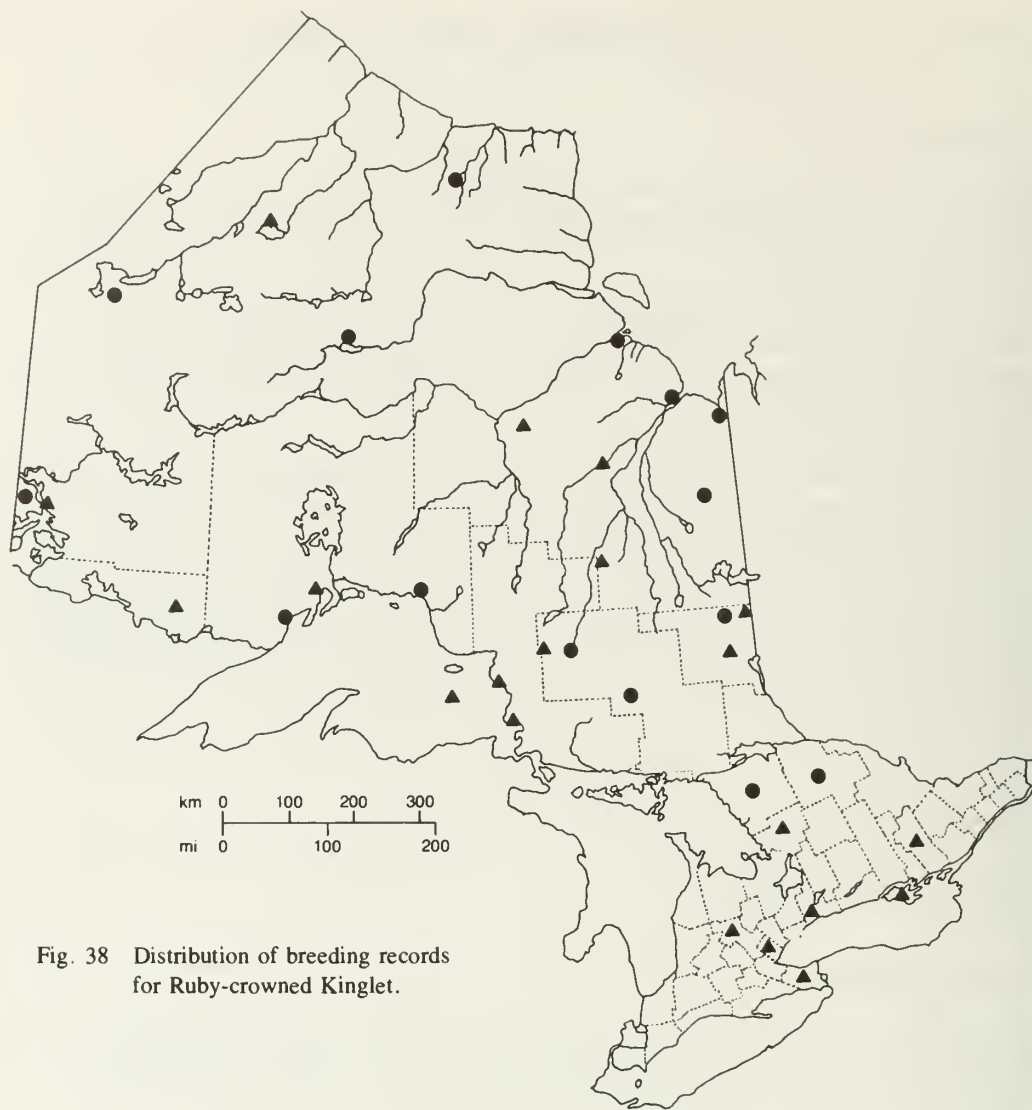 km 0 100 200 300
mi 0 100 200
Fig. 38 Distribution of breeding records
for Ruby-crowned Kinglet.